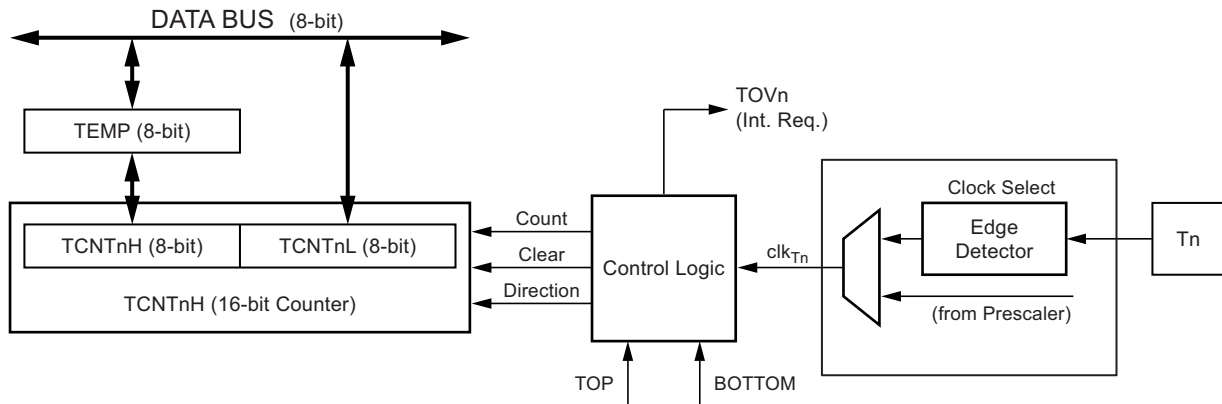 DATA BUS (8-bit)
TEMP (8-bit)
TCNTnH (8-bit)
TCNTnL (8-bit)
TCNTnH (16-bit Counter)
Count
Clear
Direction
TOVn
(Int. Req.)
Control Logic
TOP
BOTTOM
clkTn
Clock Select
Edge
Detector
(from Prescaler)
Tn